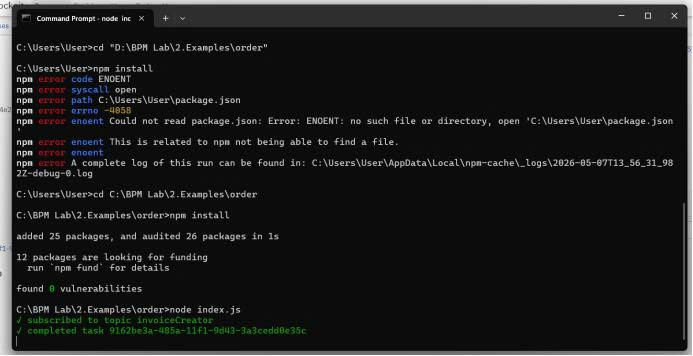 Command Prompt - node inc
C:\Users\User>cd "D:\BPM Lab\2.Examples\order"
C:\Users\User>npm install
npm error code ENOENT
npm error syscall open
npm error path C:\Users\User\package.json
npm error errno -4058
npm error enoent Could not read package.json: Error: ENOENT: no such file or directory, open 'C:\Users\User\package.json
'
npm error enoent This is related to npm not being able to find a file.
npm error enoent
npm error A complete log of this run can be found in: C:\Users\User\AppData\Local\npm-cache\_logs\2026-05-07T13_56_31_98
2Z-debug-0.log
C:\Users\User>cd C:\BPM Lab\2.Examples\order
C:\BPM Lab\2.Examples\order>npm install
added 25 packages, and audited 26 packages in 1s
12 packages are looking for funding
run `npm fund` for details
found 0 vulnerabilities
C:\BPM Lab\2.Examples\order>node index.js
✓ subscribed to topic invoiceCreator
✓ completed task 9162be3a-485a-11f1-9d43-3a3cedd0e35c